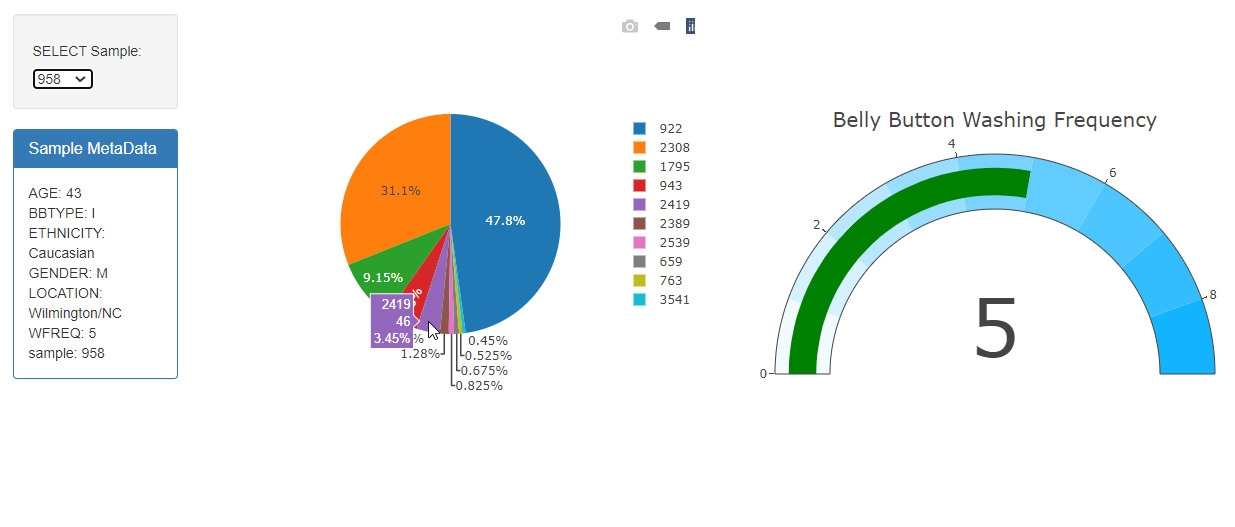 SELECT Sample:
958
Sample MetaData
AGE: 43
BBTYPE: I
ETHNICITY:
Caucasian
GENDER: M
LOCATION:
Wilmington/NC
WFREQ: 5
sample: 958
47.8%
31.1%
9.15%
%
2419
46
3.45%
%
1.28%
0.45%
0.525%
0.675%
0.825%
922
2308
1795
943
2419
2389
2539
659
763
3541
Belly Button Washing Frequency
0
2
4
6
8
5